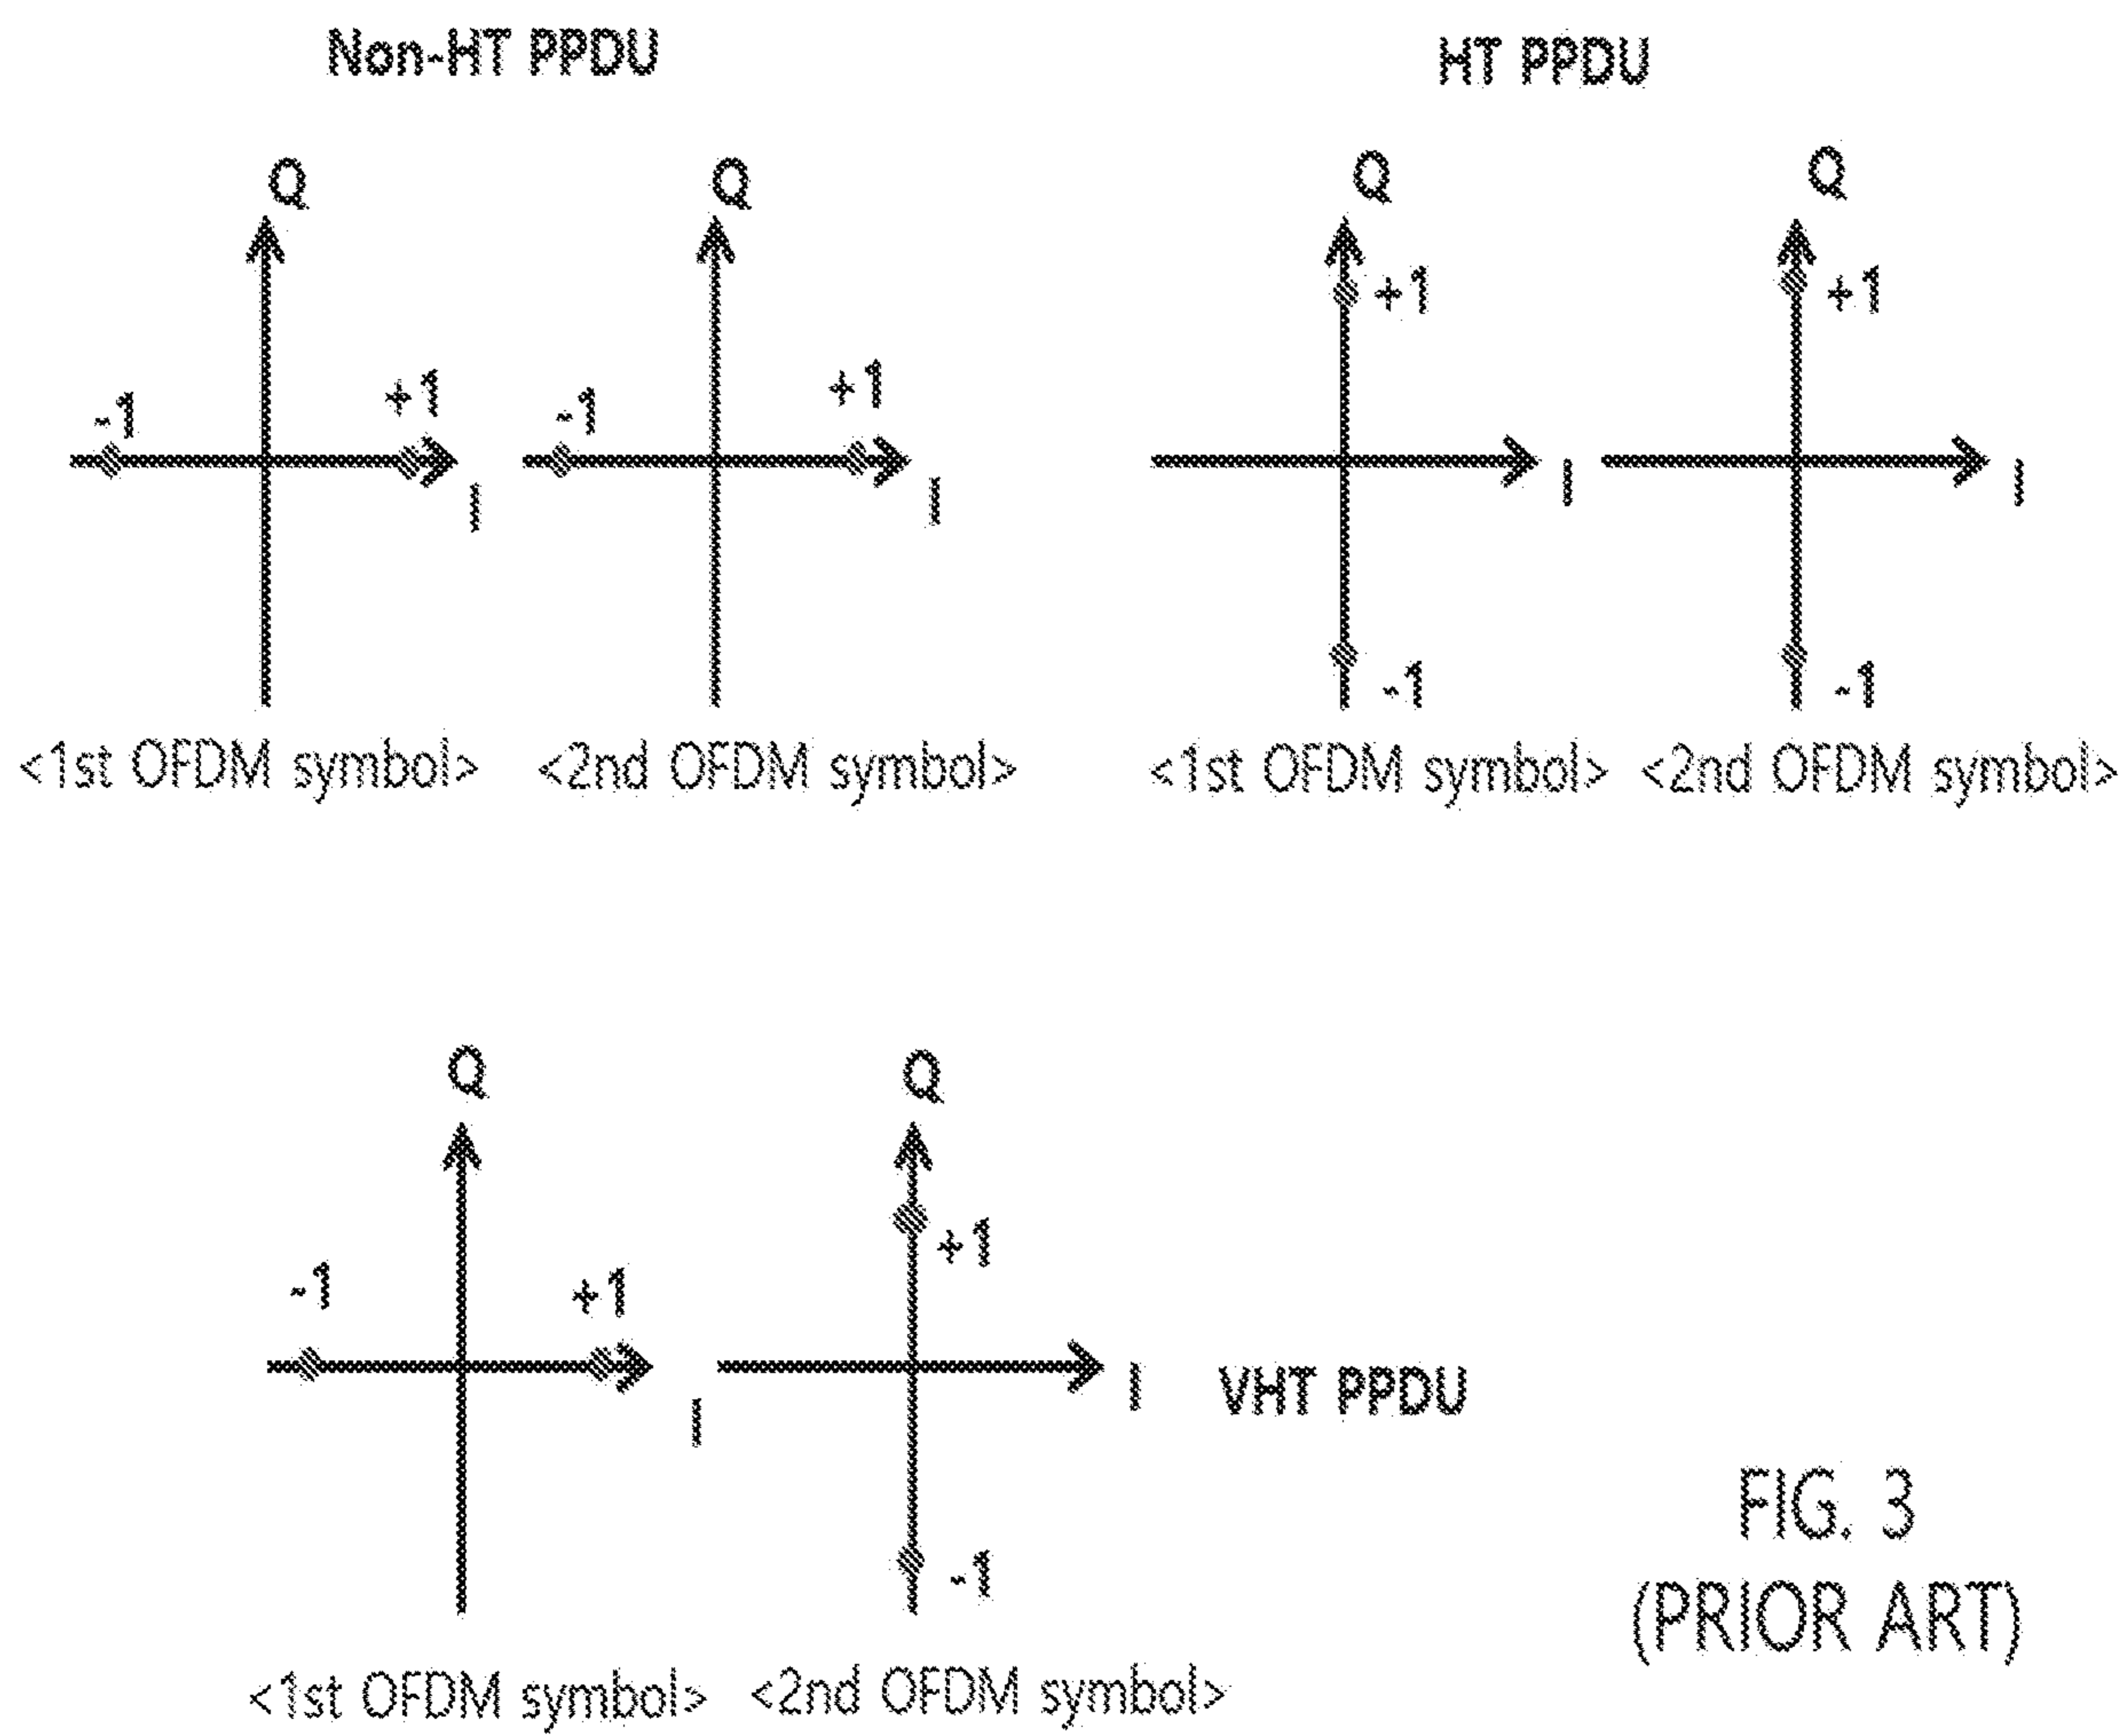 Non-HT PPDU
HT PPDU
Q
Q
Q
Q
+1
+1
-1
+1
-1
+1
I
I
I
I
-1
-1
<1st OFDM symbol>
<2nd OFDM symbol>
<1st OFDM symbol>
<2nd OFDM symbol>
Q
Q
-1
+1
+1
I
I
VHT PPDU
-1
<1st OFDM symbol>
<2nd OFDM symbol>
FIG. 3
(PRIOR ART)